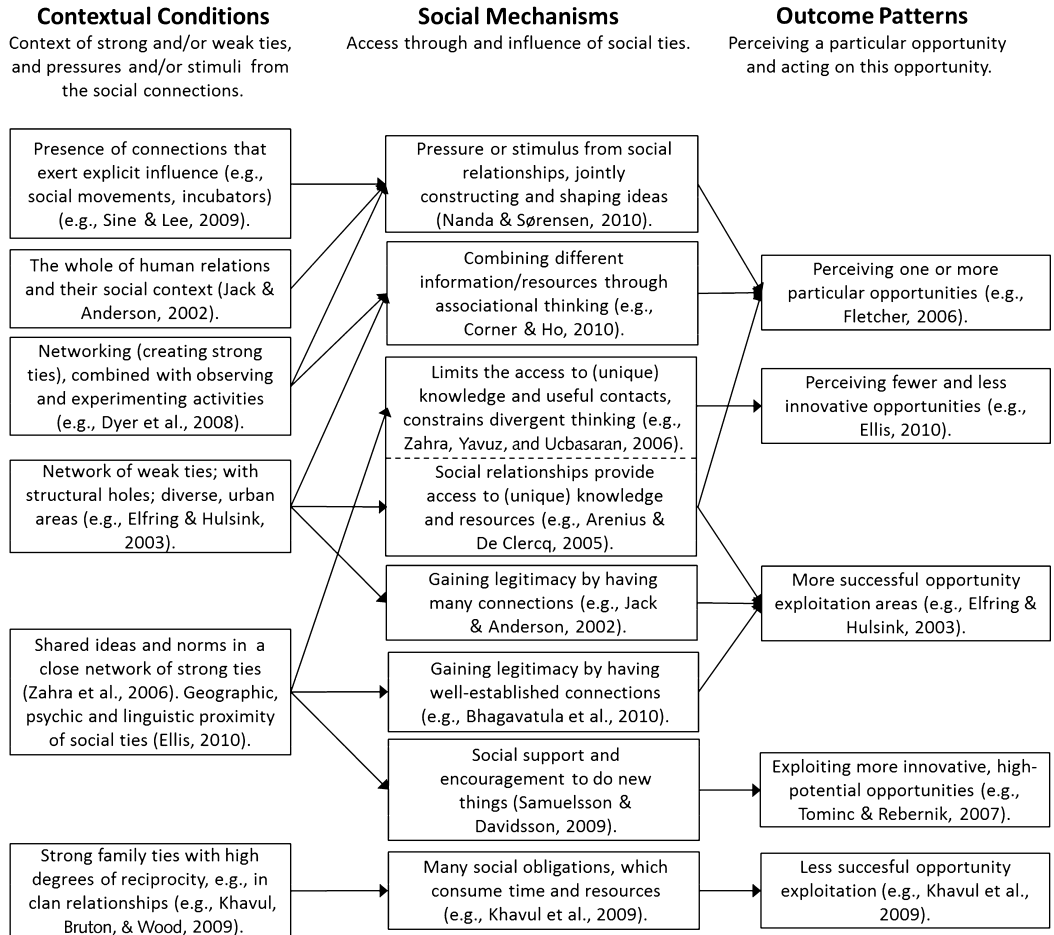 Contextual Conditions
Context of strong and/or weak ties,
and pressures and/or stimuli from
the social connections.
Social Mechanisms
Access through and influence of social ties.
Outcome Patterns
Perceiving a particular opportunity
and acting on this opportunity.
Presence of connections that
exert explicit influence (e.g.,
social movements, incubators)
(e.g., Sine & Lee, 2009).
The whole of human relations
and their social context (Jack &
Anderson, 2002).
Networking (creating strong
ties), combined with observing
and experimenting activities
(e.g., Dyer et al., 2008).
Network of weak ties; with
structural holes; diverse, urban
areas (e.g., Elfring & Hulsink,
2003).
Shared ideas and norms in a
close network of strong ties
(Zahra et al., 2006). Geographic,
psychic and linguistic proximity
of social ties (Ellis, 2010).
Strong family ties with high
degrees of reciprocity, e.g., in
clan relationships (e.g., Khavul,
Bruton, & Wood, 2009).
Pressure or stimulus from social
relationships, jointly
constructing and shaping ideas
(Nanda & Sørensen, 2010).
Combining different
information/resources through
associational thinking (e.g.,
Corner & Ho, 2010).
Limits the access to (unique)
knowledge and useful contacts,
constrains divergent thinking (e.g.,
Zahra, Yavuz, and Ucbasaran, 2006).
Social relationships provide
access to (unique) knowledge
and resources (e.g., Arenius &
De Clercq, 2005).
Gaining legitimacy by having
many connections (e.g., Jack
& Anderson, 2002).
Gaining legitimacy by having
well-established connections
(e.g., Bhagavatula et al., 2010).
Social support and
encouragement to do new
things (Samuelsson &
Davidsson, 2009).
Many social obligations, which
consume time and resources
(e.g., Khavul et al., 2009).
Perceiving one or more
particular opportunities (e.g.,
Fletcher, 2006).
Perceiving fewer and less
innovative opportunities (e.g.,
Ellis, 2010).
More successful opportunity
exploitation areas (e.g., Elfring &
Hulsink, 2003).
Exploiting more innovative, high-
potential opportunities (e.g.,
Tominc & Rebernik, 2007).
Less succesful opportunity
exploitation (e.g., Khavul et al.,
2009).